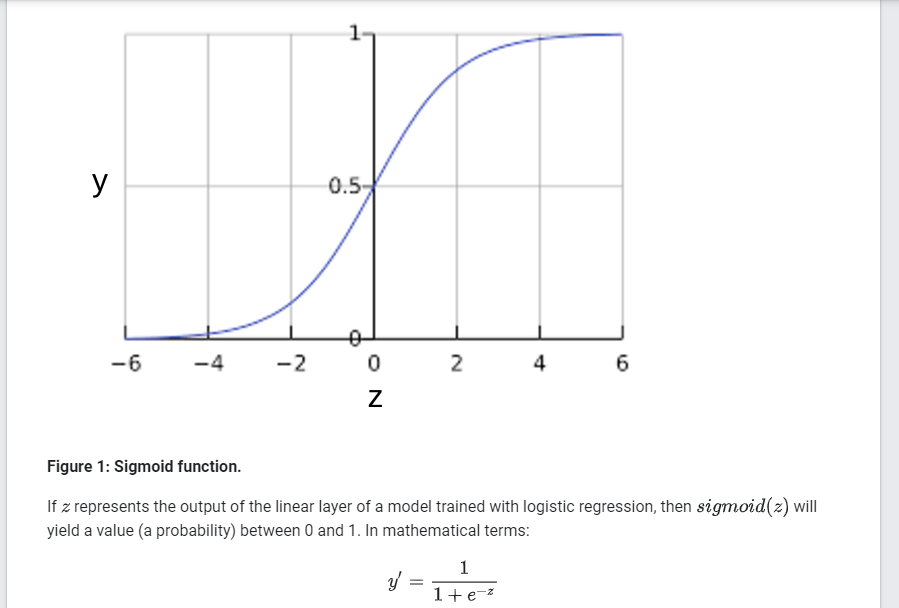 1
y
0.5
0
−6 −4 −2 0 2 4 6
z
Figure 1: Sigmoid function.
If z represents the output of the linear layer of a model trained with logistic regression, then sigmoid(z) will
yield a value (a probability) between 0 and 1. In mathematical terms:
y′ = 1 / 1 + e^−z